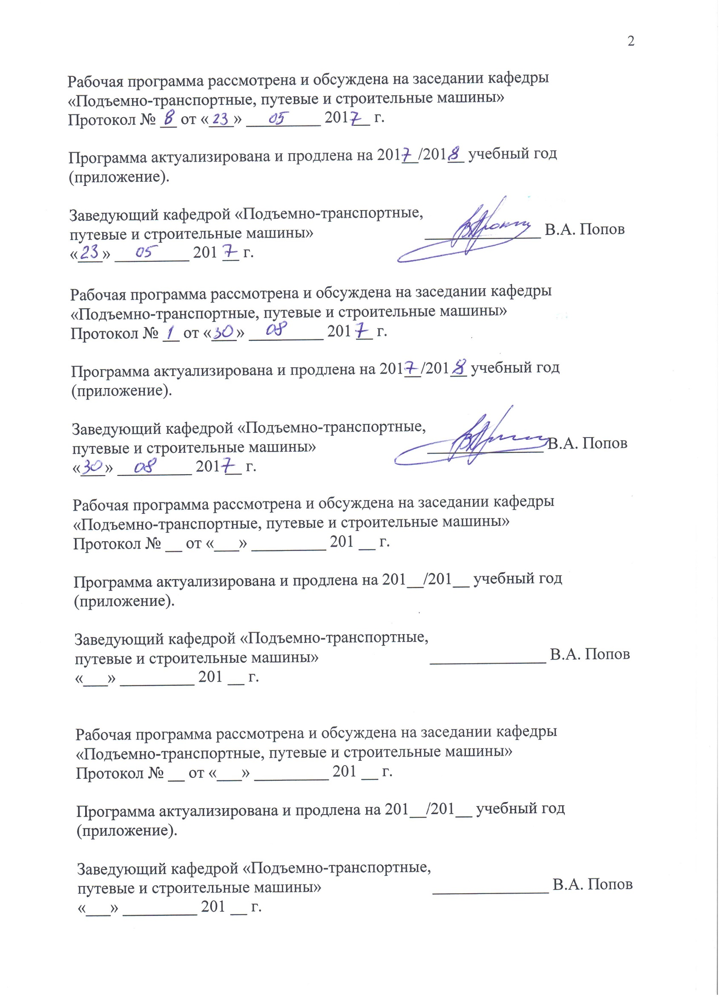 2
Рабочая программа рассмотрена и обсуждена на заседании кафедры
«Подъемно-транспортные, путевые и строительные машины»
Протокол № 8 от «23» 05 2017 г.
Программа актуализирована и продлена на 2017/2018 учебный год
(приложение).
Заведующий кафедрой «Подъемно-транспортные,
путевые и строительные машины» В.А. Попов
«23» 05 2017 г.
Рабочая программа рассмотрена и обсуждена на заседании кафедры
«Подъемно-транспортные, путевые и строительные машины»
Протокол № 1 от «30» 08 2017 г.
Программа актуализирована и продлена на 2017/2018 учебный год
(приложение).
Заведующий кафедрой «Подъемно-транспортные,
путевые и строительные машины» В.А. Попов
«30» 08 2017 г.
Рабочая программа рассмотрена и обсуждена на заседании кафедры
«Подъемно-транспортные, путевые и строительные машины»
Протокол № __ от «___» _________ 201 __ г.
Программа актуализирована и продлена на 201__/201__ учебный год
(приложение).
Заведующий кафедрой «Подъемно-транспортные,
путевые и строительные машины» ______________ В.А. Попов
«___» _________ 201 __ г.
Рабочая программа рассмотрена и обсуждена на заседании кафедры
«Подъемно-транспортные, путевые и строительные машины»
Протокол № __ от «___» _________ 201 __ г.
Программа актуализирована и продлена на 201__/201__ учебный год
(приложение).
Заведующий кафедрой «Подъемно-транспортные,
путевые и строительные машины» ______________ В.А. Попов
«___» _________ 201 __ г.